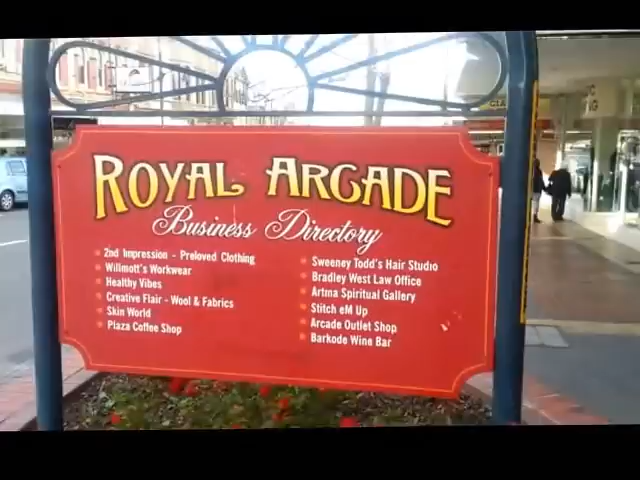 ROYAL ARCADE
Business Directory
2nd Impression - Preloved Clothing
Willmott's Workwear
Healthy Vibes
Creative Flair - Wool & Fabrics
Skin World
Plaza Coffee Shop
Sweeney Todd's Hair Studio
Bradley West Law Office
Artma Spiritual Gallery
Stitch eM Up
Arcade Outlet Shop
Barkode Wine Bar